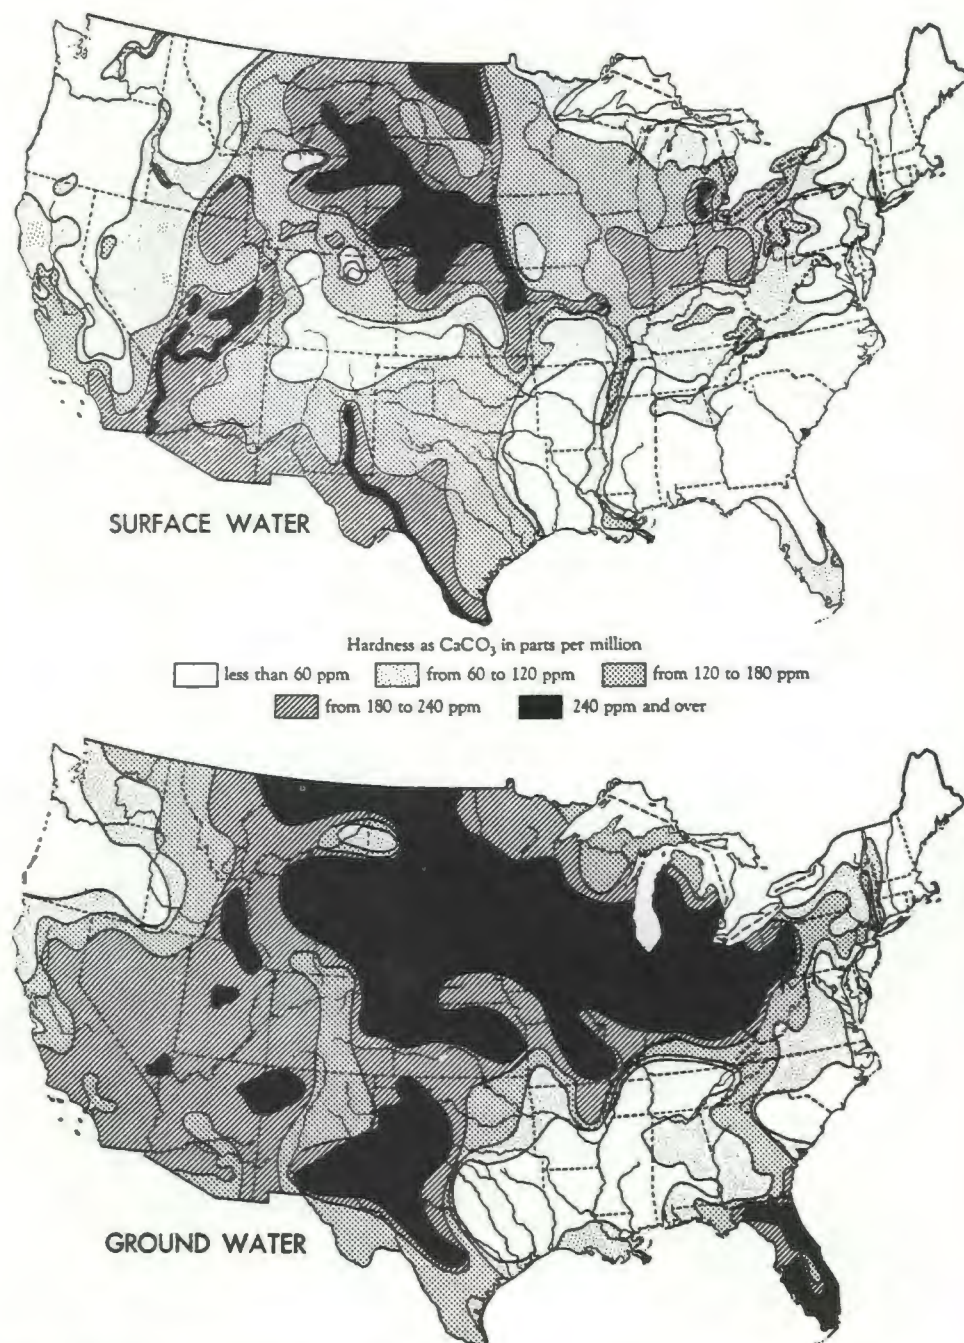 SURFACE WATER
Hardness as CaCO₃ in parts per million
less than 60 ppm from 60 to 120 ppm from 120 to 180 ppm
from 180 to 240 ppm 240 ppm and over
GROUND WATER